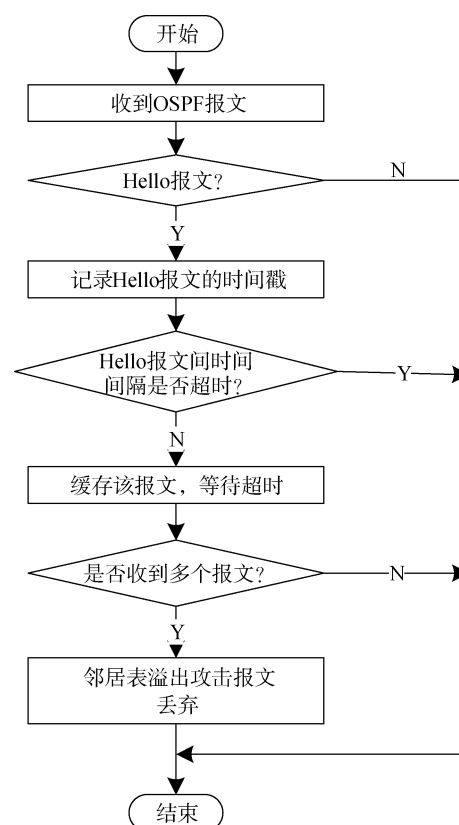 开始
收到OSPF报文
Hello报文？
N
Y
记录Hello报文的时间戳
Hello报文间时间
间隔是否超时？
Y
N
缓存该报文，等待超时
是否收到多个报文？
N
Y
邻居表溢出攻击报文
丢弃
结束